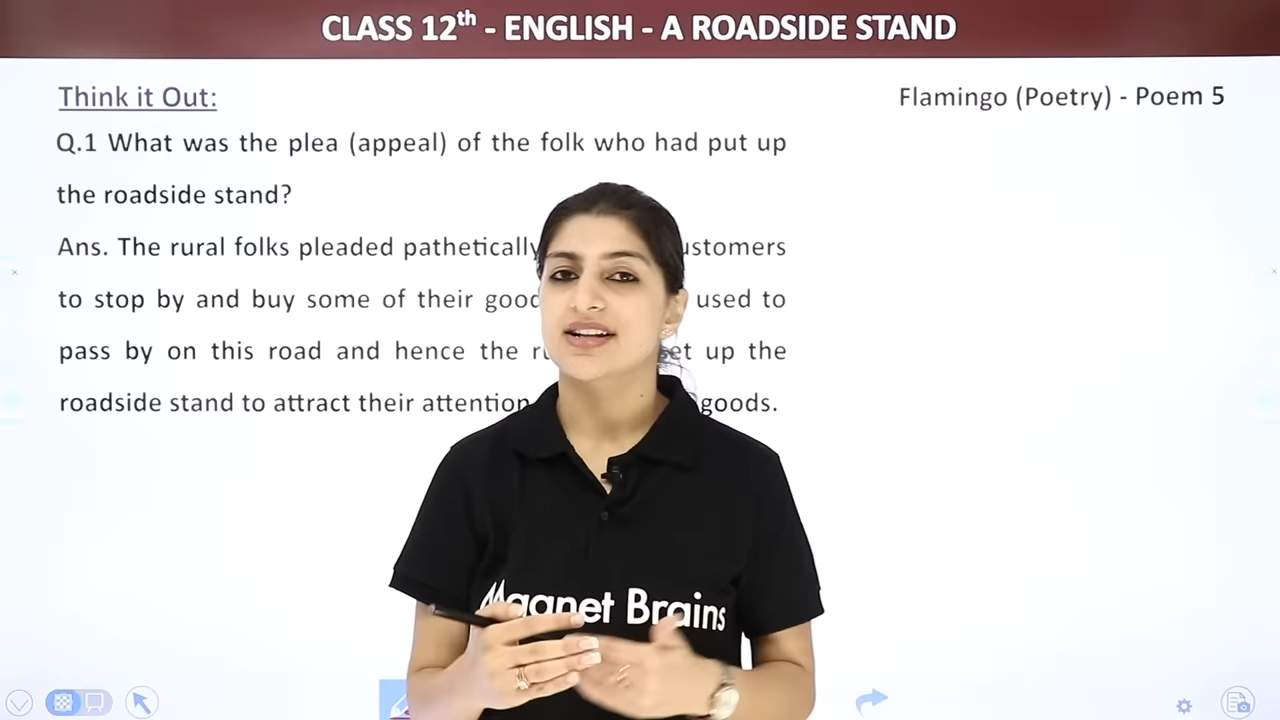 CLASS 12th - ENGLISH - A ROADSIDE STAND
Think it Out:
Flamingo (Poetry) - Poem 5
Q.1 What was the plea (appeal) of the folk who had put up
the roadside stand?
Ans. The rural folks pleaded pathetically
to stop by and buy some of their used to
pass by on this road and hence the set up the
roadside stand to attract their attention goods.
Magnet Brains